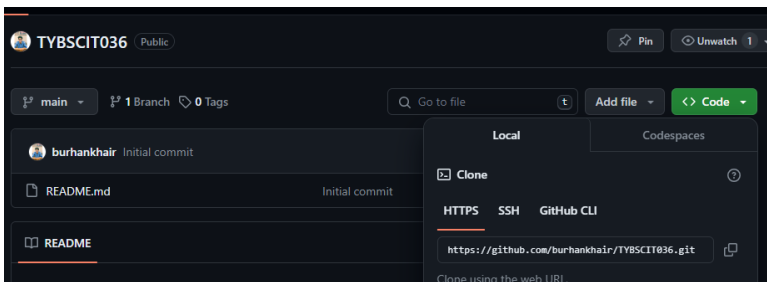 TYBSCIT036 Public
Pin
Unwatch 1
main
1 Branch
0 Tags
Go to file t
Add file
<> Code
burhankhair Initial commit
README.md Initial commit
README
Local
Codespaces
Clone
HTTPS SSH GitHub CLI
https://github.com/burhankhair/TYBSCIT036.git
Clone using the web URL.